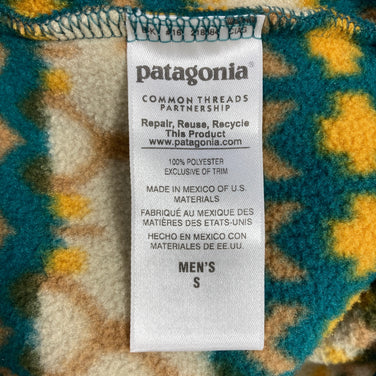 patagonia®
COMMON THREADS
PARTNERSHIP
Repair, Reuse, Recycle
This Product
www.patagonia.com
100% POLYESTER
EXCLUSIVE OF TRIM
MADE IN MEXICO OF U.S.
MATERIALS
FABRIQUÉ AU MEXIQUE DES
MATIÈRES DES ETATS-UNIS
HECHO EN MEXICO CON
MATERIALES DE EE.UU.
MEN'S
S